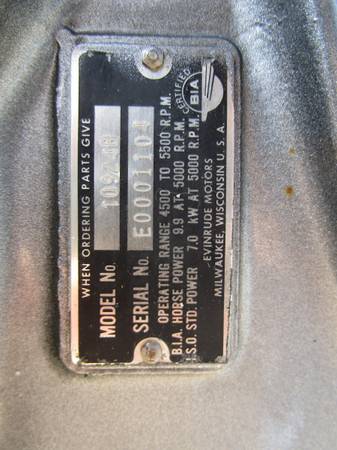 WHEN ORDERING PARTS GIVE
MODEL No.
SERIAL No. E0001104
OPERATING RANGE 4500 TO 5500 R.P.M.
B.I.A. HORSE POWER 9.9 AT 5000 R.P.M.
I.S.O. STD. POWER 7.0 kW AT 5000 R.P.M.
EVINRUDE MOTORS
MILWAUKEE, WISCONSIN U. S. A.
CERTIFIED
BIA